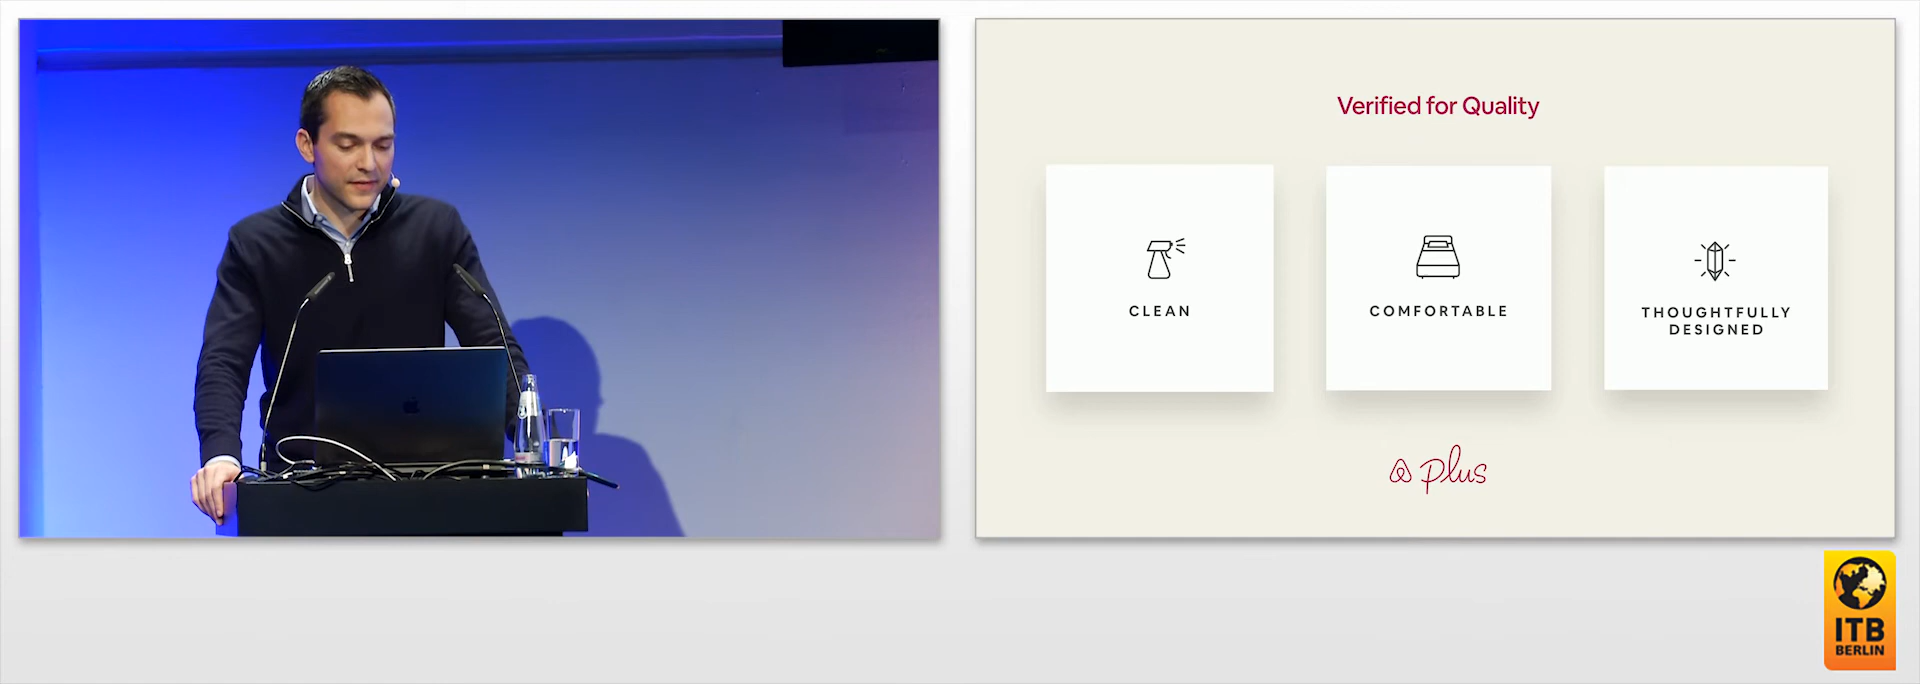 Verified for Quality
CLEAN
COMFORTABLE
THOUGHTFULLY
DESIGNED
plus
ITB
BERLIN